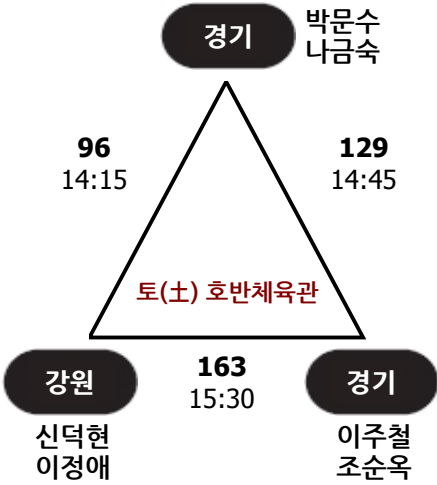 경기
박문수
나금숙
96
14:15
129
14:45
토(土) 호반체육관
163
15:30
강원
신덕현
이정애
경기
이주철
조순옥